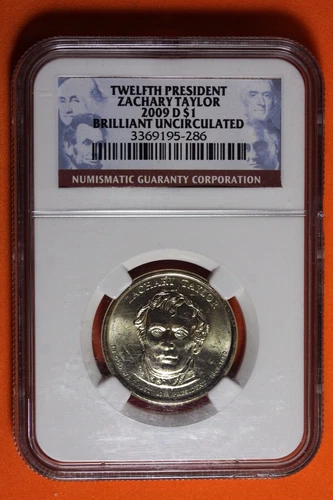 TWELFTH PRESIDENT
ZACHARY TAYLOR
2009 D $1
BRILLIANT UNCIRCULATED
3369195-286
NUMISMATIC GUARANTY CORPORATION
ZACHARY TAYLOR